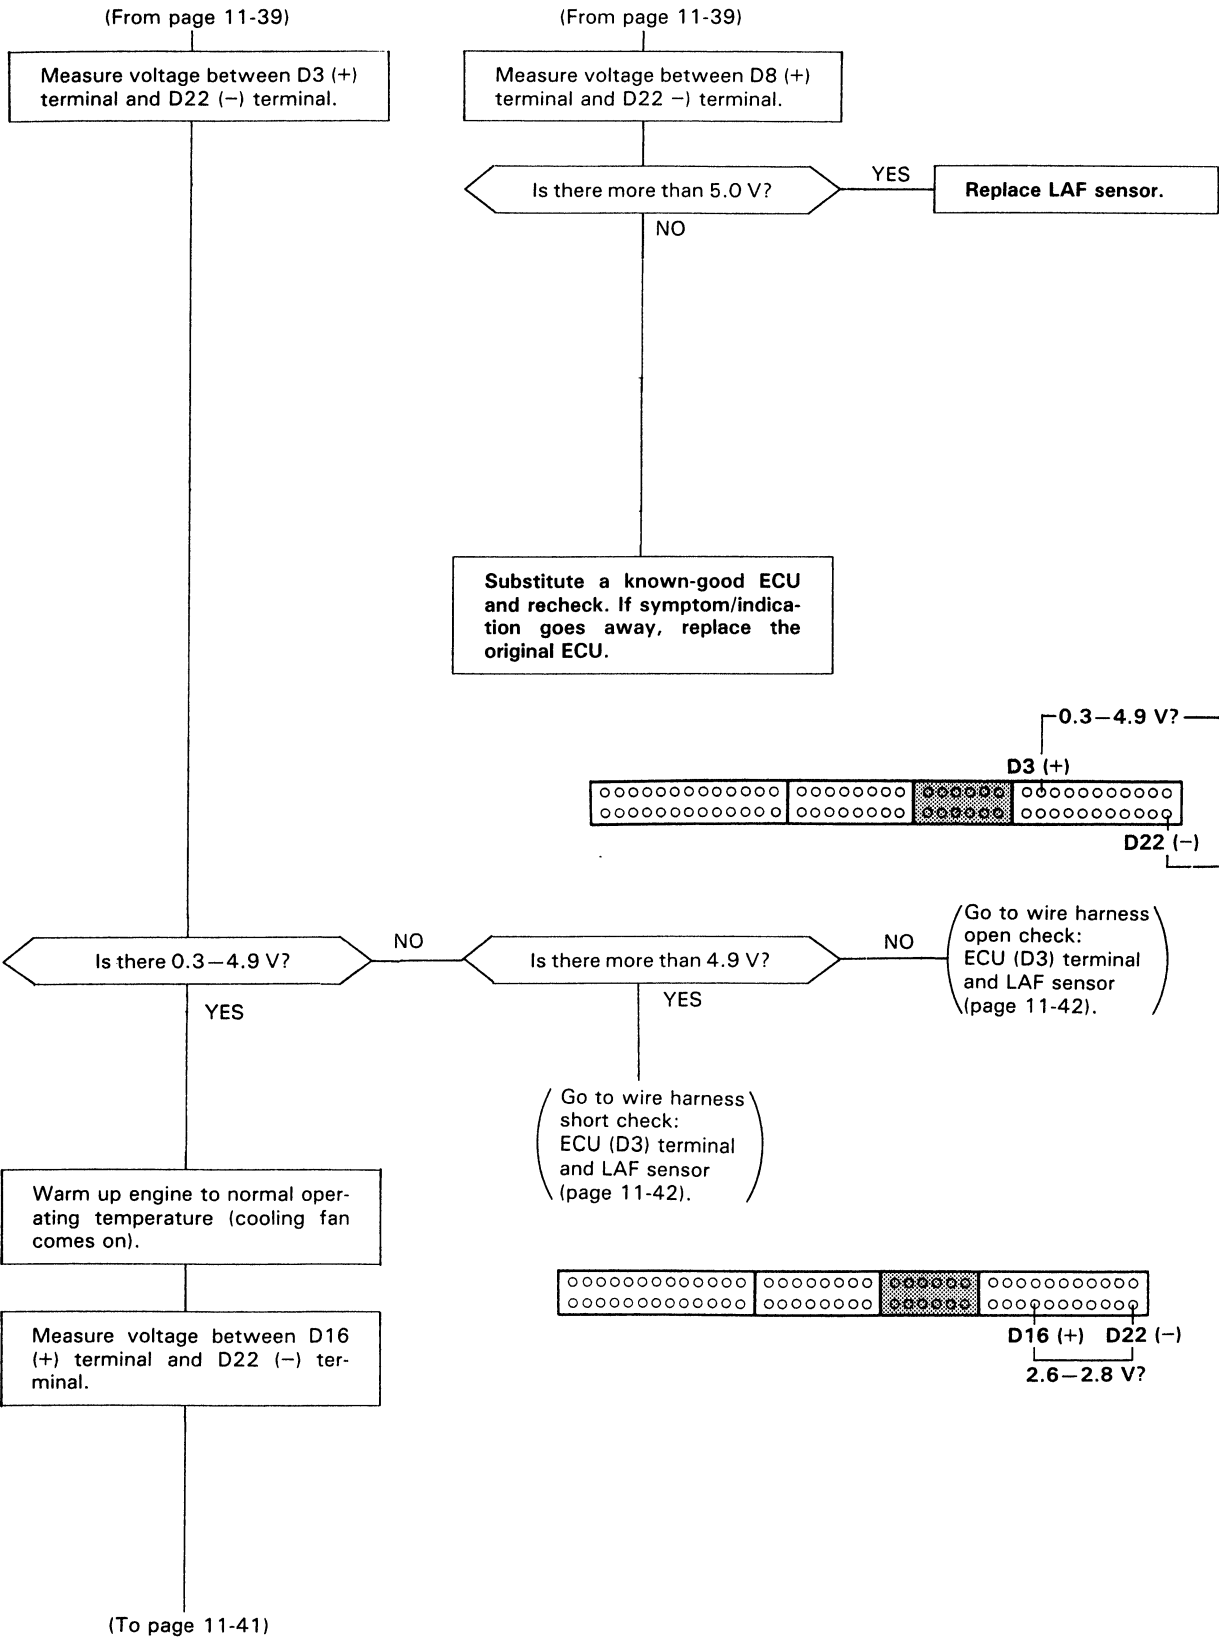 (From page 11-39)
Measure voltage between D3 (+)
terminal and D22 (−) terminal.
(From page 11-39)
Measure voltage between D8 (+)
terminal and D22 −) terminal.
Is there more than 5.0 V?
YES
Replace LAF sensor.
NO
Substitute a known-good ECU
and recheck. If symptom/indica-
tion goes away, replace the
original ECU.
0.3—4.9 V?
D3 (+)
D22 (−)
Is there 0.3—4.9 V?
NO
Is there more than 4.9 V?
NO
Go to wire harness
open check:
ECU (D3) terminal
and LAF sensor
(page 11-42).
YES
YES
Go to wire harness
short check:
ECU (D3) terminal
and LAF sensor
(page 11-42).
Warm up engine to normal oper-
ating temperature (cooling fan
comes on).
Measure voltage between D16
(+) terminal and D22 (−) ter-
minal.
D16 (+) D22 (−)
2.6—2.8 V?
(To page 11-41)